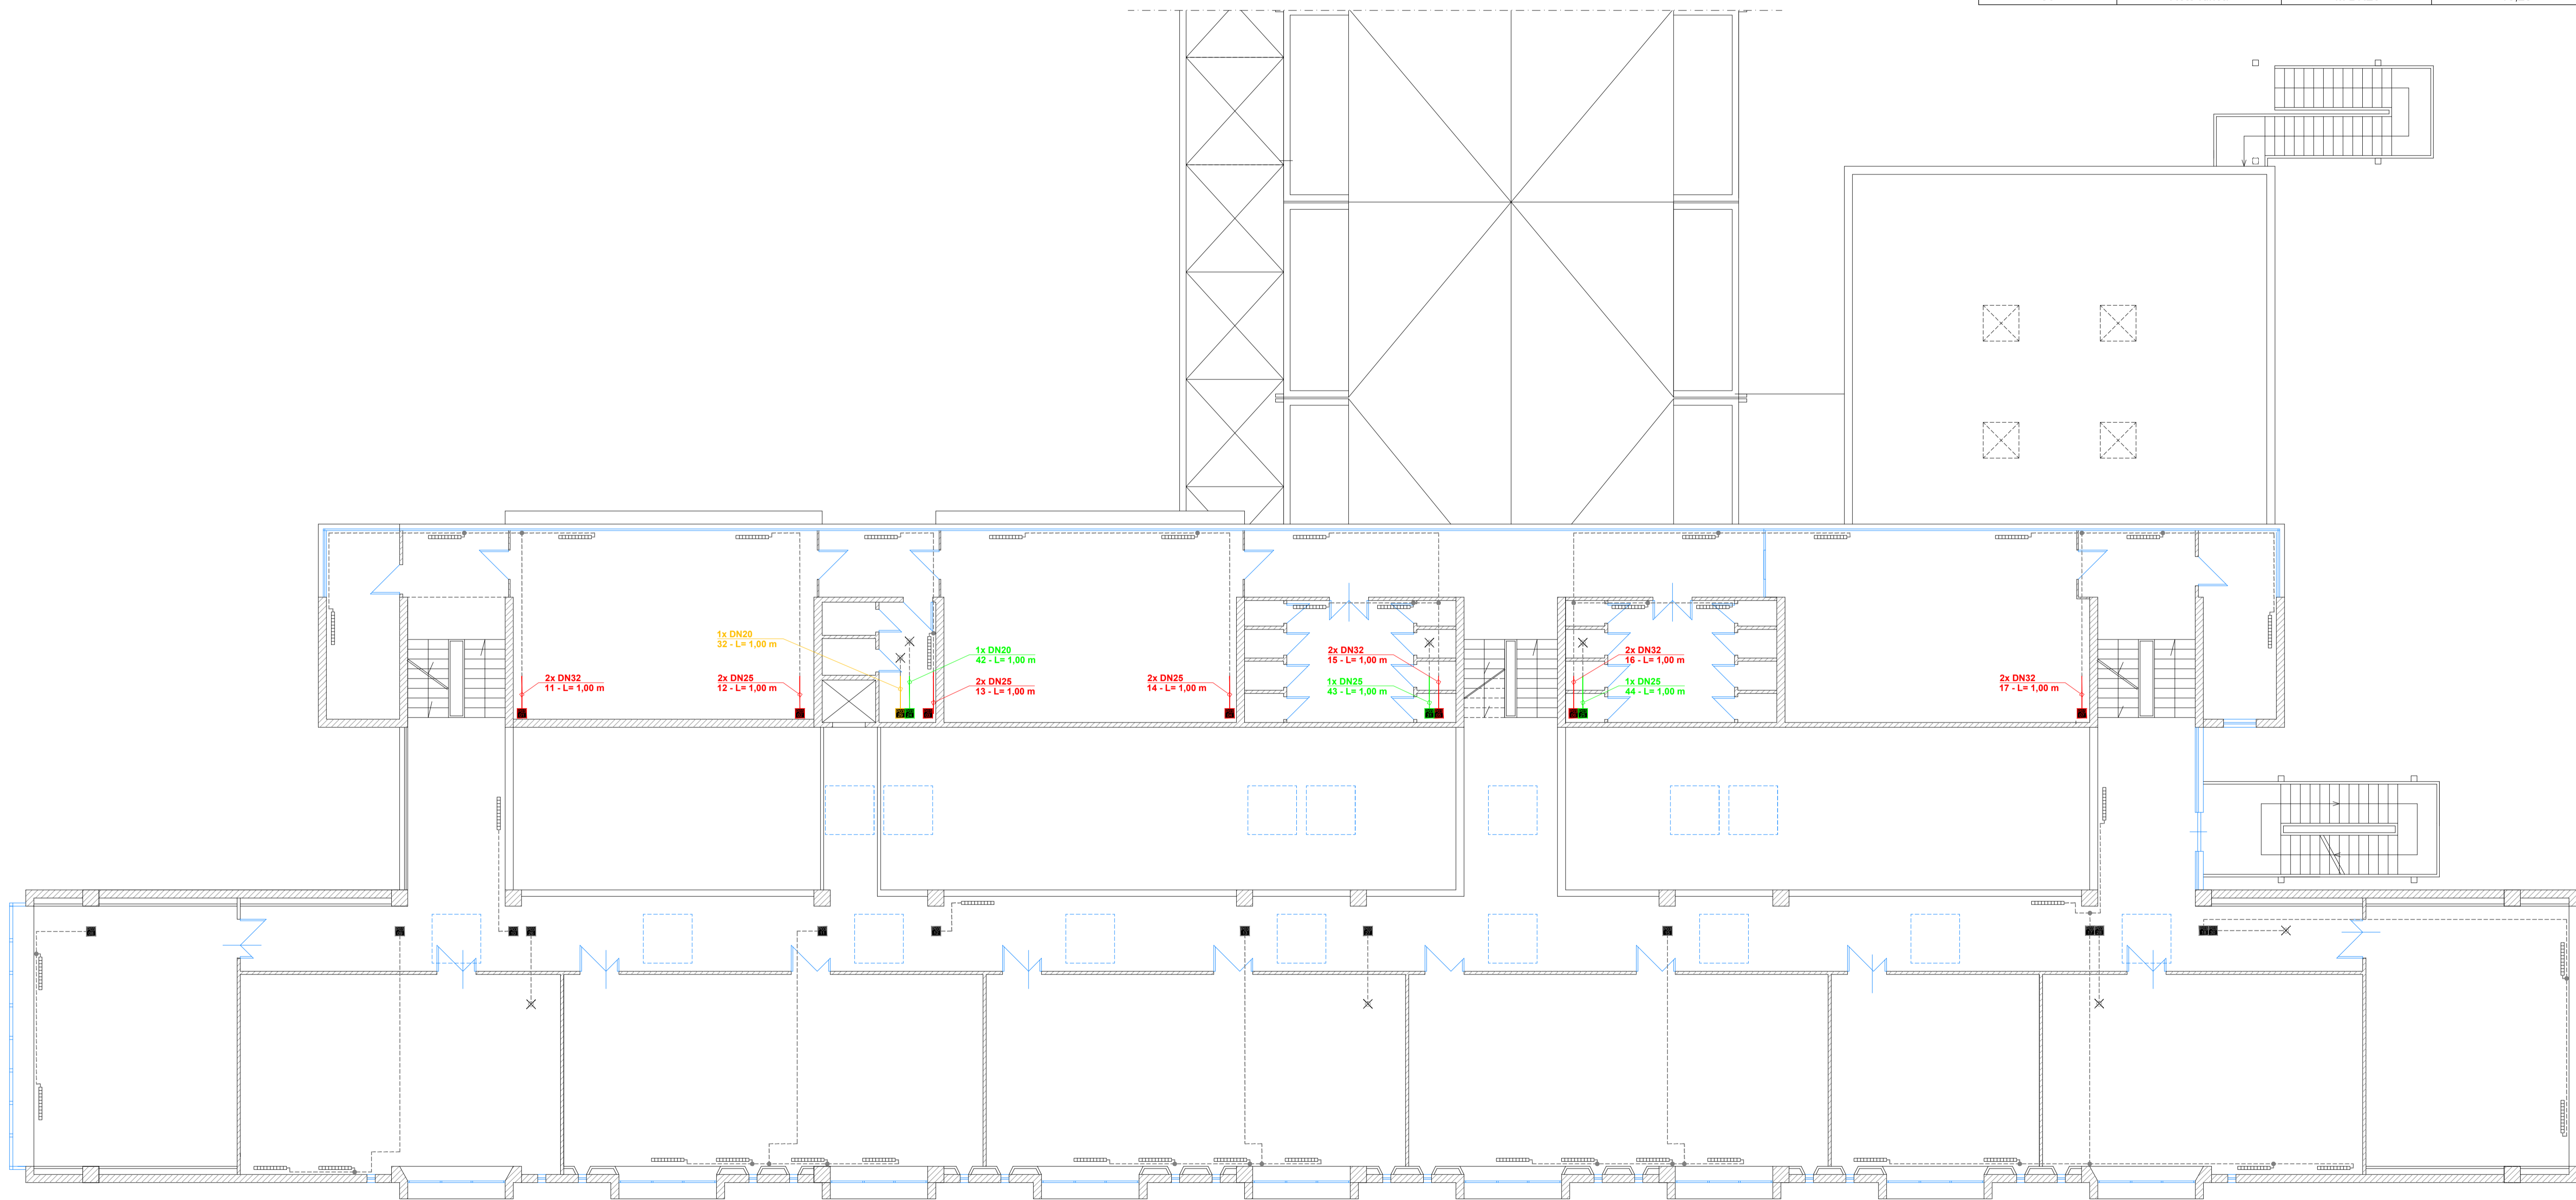 1x DN20
32 - L= 1,00 m
1x DN20
42 - L= 1,00 m
2x DN32
11 - L= 1,00 m
2x DN25
12 - L= 1,00 m
2x DN25
13 - L= 1,00 m
2x DN25
14 - L= 1,00 m
2x DN32
15 - L= 1,00 m
1x DN25
43 - L= 1,00 m
2x DN32
16 - L= 1,00 m
1x DN25
44 - L= 1,00 m
2x DN32
17 - L= 1,00 m